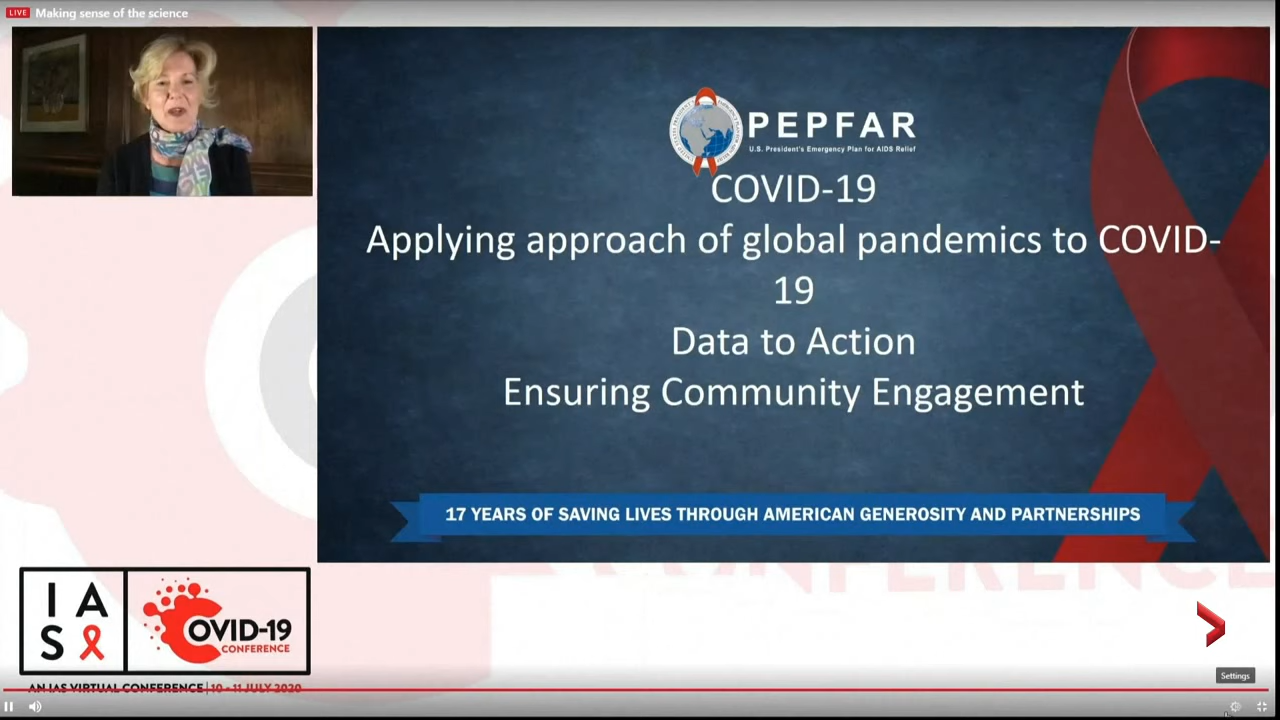 LIVE Making sense of the science
PEPFAR
U.S. President's Emergency Plan for AIDS Relief
COVID-19
Applying approach of global pandemics to COVID-
19
Data to Action
Ensuring Community Engagement
17 YEARS OF SAVING LIVES THROUGH AMERICAN GENEROSITY AND PARTNERSHIPS
CONFERENCE
I A
S
COVID-19
CONFERENCE
AN IAS VIRTUAL CONFERENCE | 10 - 11 JULY 2020
Settings